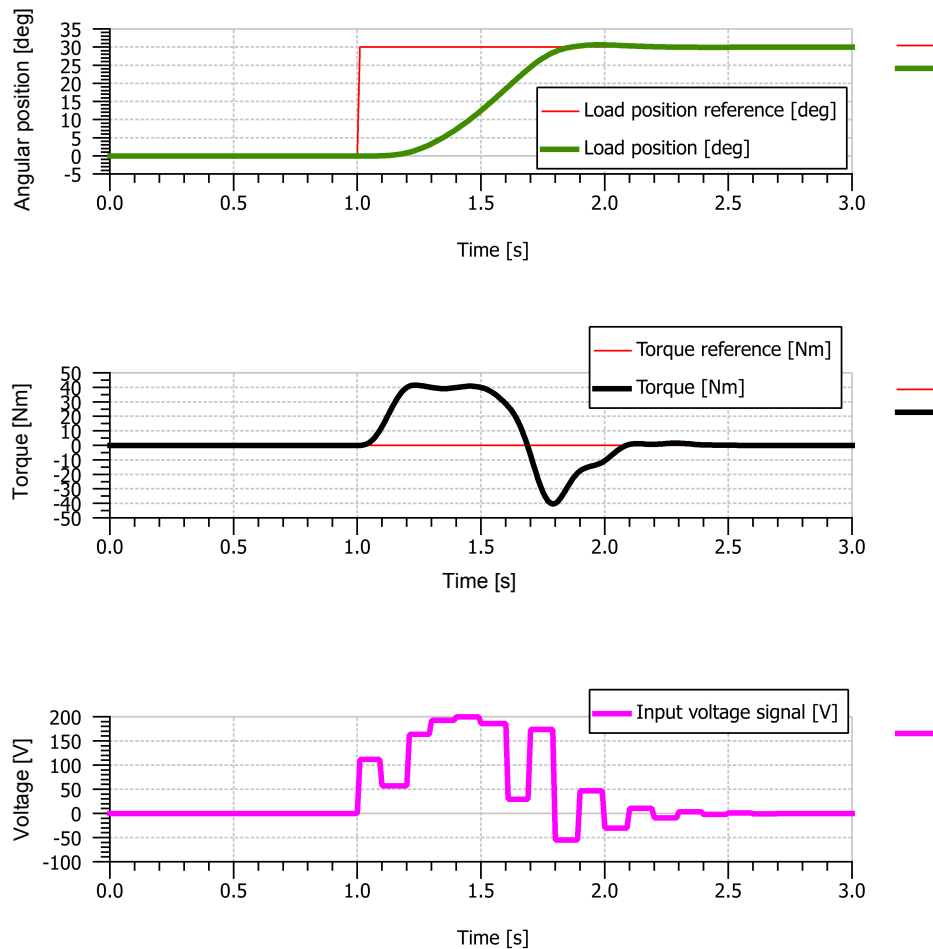 Angular position [deg]
35
30
25
20
15
10
5
0
-5
Load position reference [deg]
Load position [deg]
0.0 0.5 1.0 1.5 2.0 2.5 3.0
Time [s]
Torque [Nm]
50
40
30
20
10
0
-10
-20
-30
-40
-50
Torque reference [Nm]
Torque [Nm]
0.0 0.5 1.0 1.5 2.0 2.5 3.0
Time [s]
Voltage [V]
200
150
100
50
0
-50
-100
Input voltage signal [V]
0.0 0.5 1.0 1.5 2.0 2.5 3.0
Time [s]